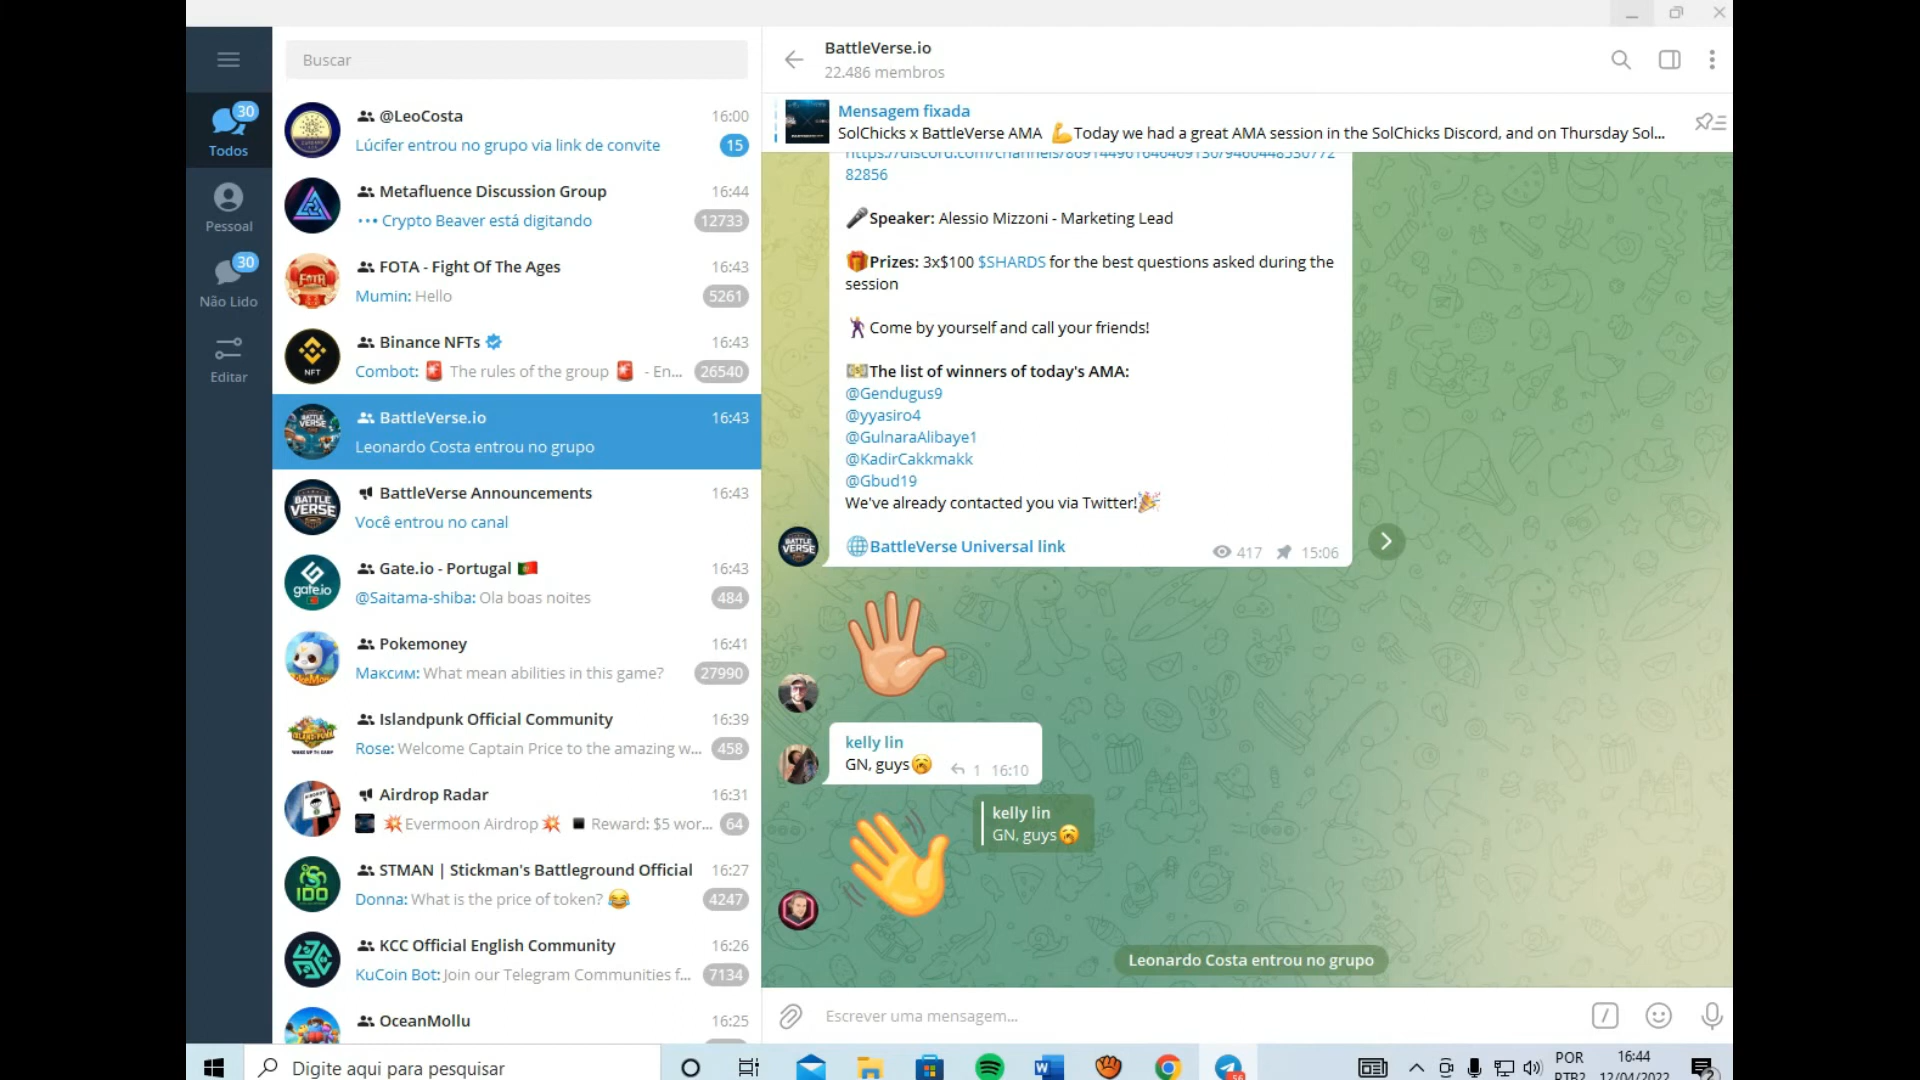 Buscar
30
Todos
Pessoal
30
Não Lido
Editar
@LeoCosta 16:00
Lúcifer entrou no grupo via link de convite 15
Metafluence Discussion Group 16:44
Crypto Beaver está digitando 12733
FOTA - Fight Of The Ages 16:43
Mumin: Hello 5261
Binance NFTs 16:43
Combot: 🚨 The rules of the group 🚨 - En... 26540
BattleVerse.io 16:43
Leonardo Costa entrou no grupo
BattleVerse Announcements 16:43
Você entrou no canal
Gate.io - Portugal 🇵🇹 16:43
@Saitama-shiba: Ola boas noites 484
Pokemoney 16:41
Максим: What mean abilities in this game? 27990
Islandpunk Official Community 16:39
Rose: Welcome Captain Price to the amazing w... 458
Airdrop Radar 16:31
💥Evermoon Airdrop💥 ◾ Reward: $5 wor... 64
STMAN | Stickman's Battleground Official 16:27
Donna: What is the price of token? 😂 4247
KCC Official English Community 16:26
KuCoin Bot: Join our Telegram Communities f... 7134
OceanMollu 16:25
BattleVerse.io
22.486 membros
Mensagem fixada
SolChicks x BattleVerse AMA 💪Today we had a great AMA session in the SolChicks Discord, and on Thursday Sol...
82856
🎤Speaker: Alessio Mizzoni - Marketing Lead
🎁Prizes: 3x$100 $SHARDS for the best questions asked during the
session
🕺Come by yourself and call your friends!
💵The list of winners of today's AMA:
@Gendugus9
@yyasiro4
@GulnaraAlibaye1
@KadirCakkmakk
@Gbud19
We've already contacted you via Twitter!🎉
🌐BattleVerse Universal link
417 15:06
kelly lin
GN, guys🥱 1 16:10
kelly lin
GN, guys🥱
Leonardo Costa entrou no grupo
Escrever uma mensagem...
Digite aqui para pesquisar
POR
PTB2
16:44
12/04/2022